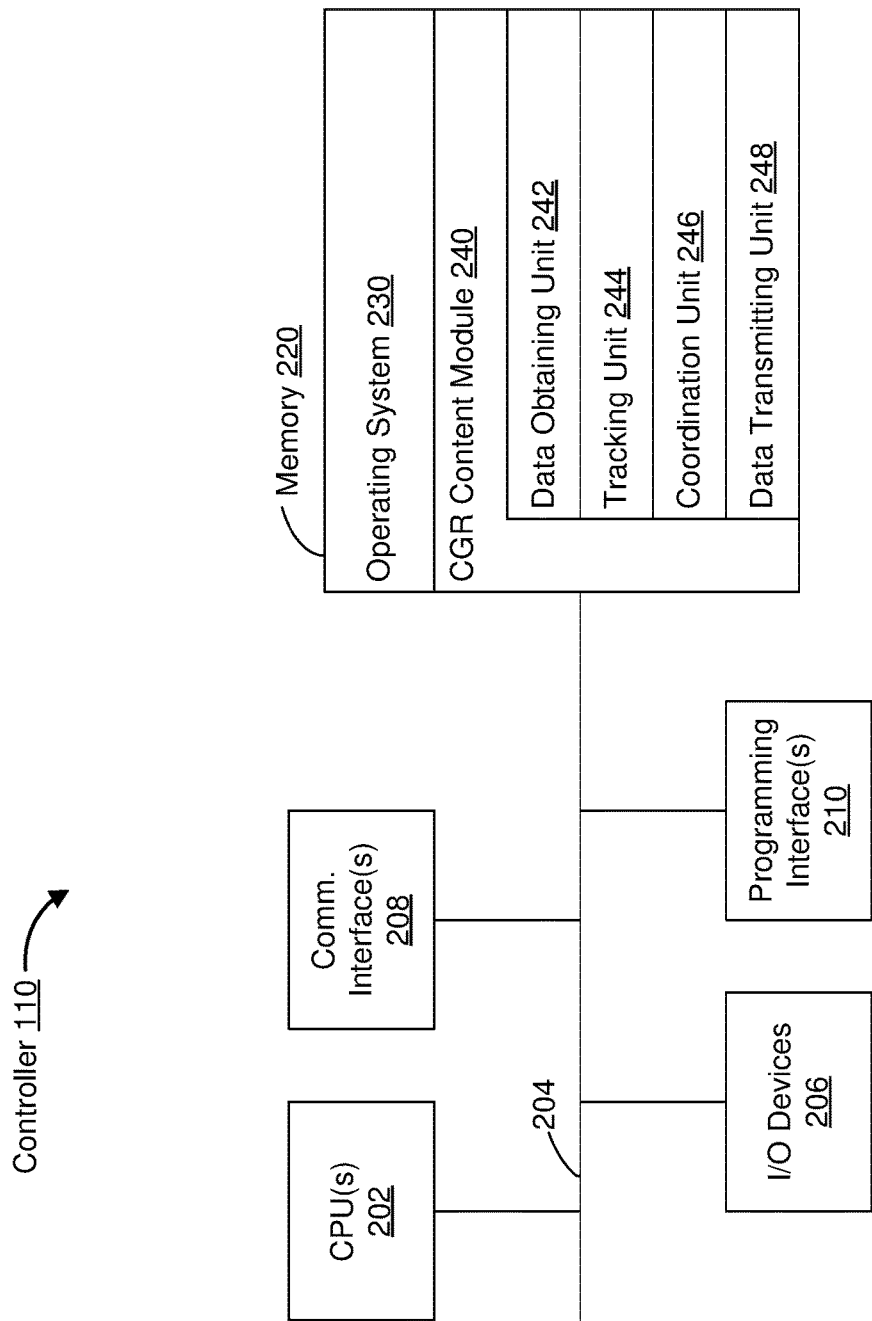 Controller 110
CPU(s)
202
Comm.
Interface(s)
208
204
I/O Devices
206
Programming
Interface(s)
210
Memory 220
Operating System 230
CGR Content Module 240
Data Obtaining Unit 242
Tracking Unit 244
Coordination Unit 246
Data Transmitting Unit 248